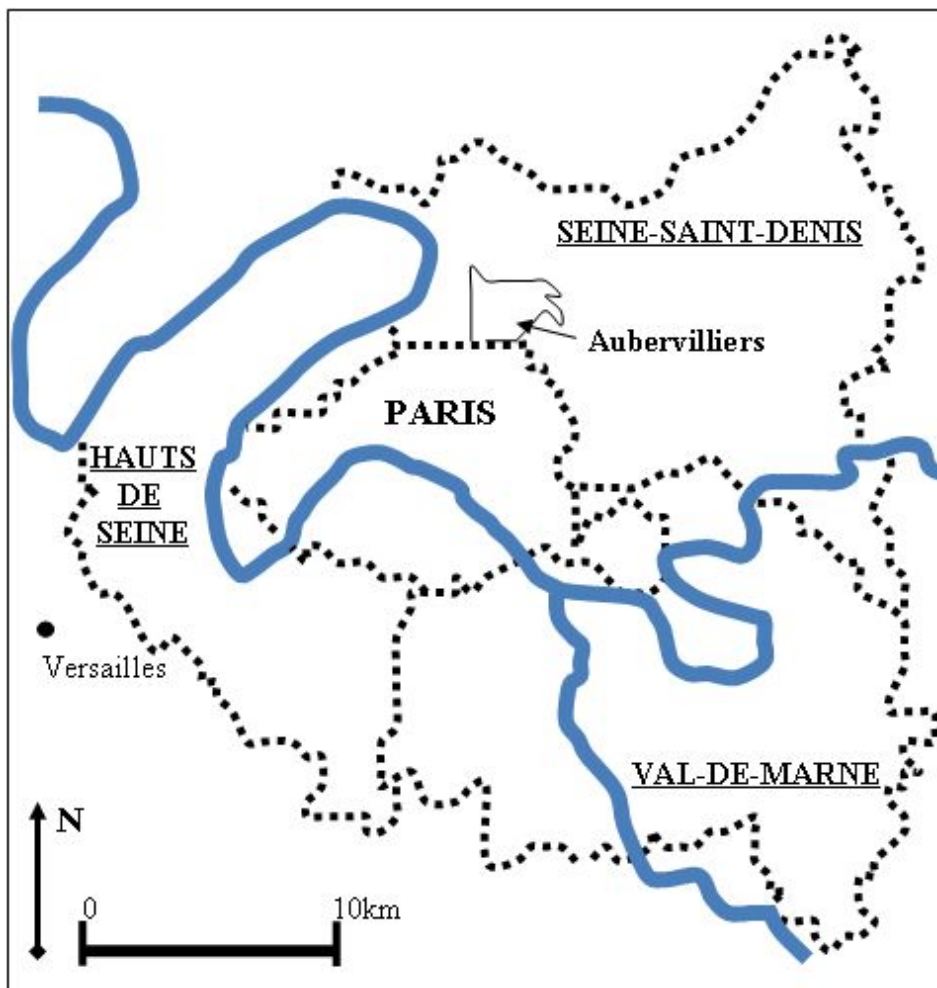 SEINE-SAINT-DENIS
Aubervilliers
PARIS
HAUTS
DE
SEINE
Versailles
VAL-DE-MARNE
N
0 10km